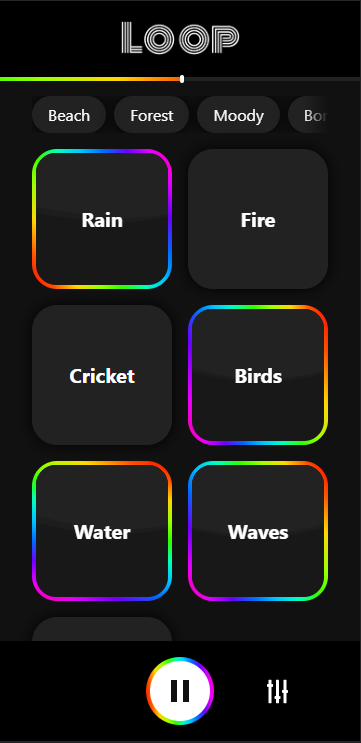 LOOP
Beach Forest Moody
Rain Fire
Cricket Birds
Water Waves